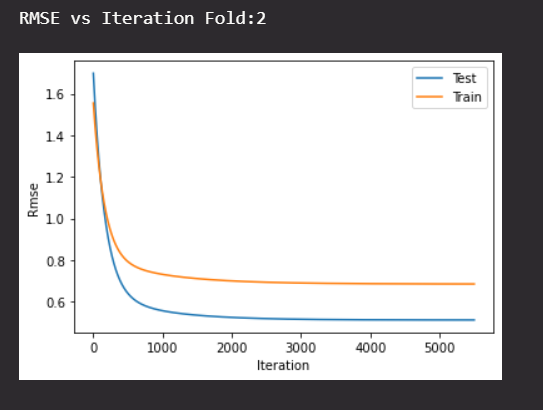 RMSE vs Iteration Fold:2
Test
Train
1.6
1.4
1.2
1.0
0.8
0.6
Rmse
0 1000 2000 3000 4000 5000
Iteration